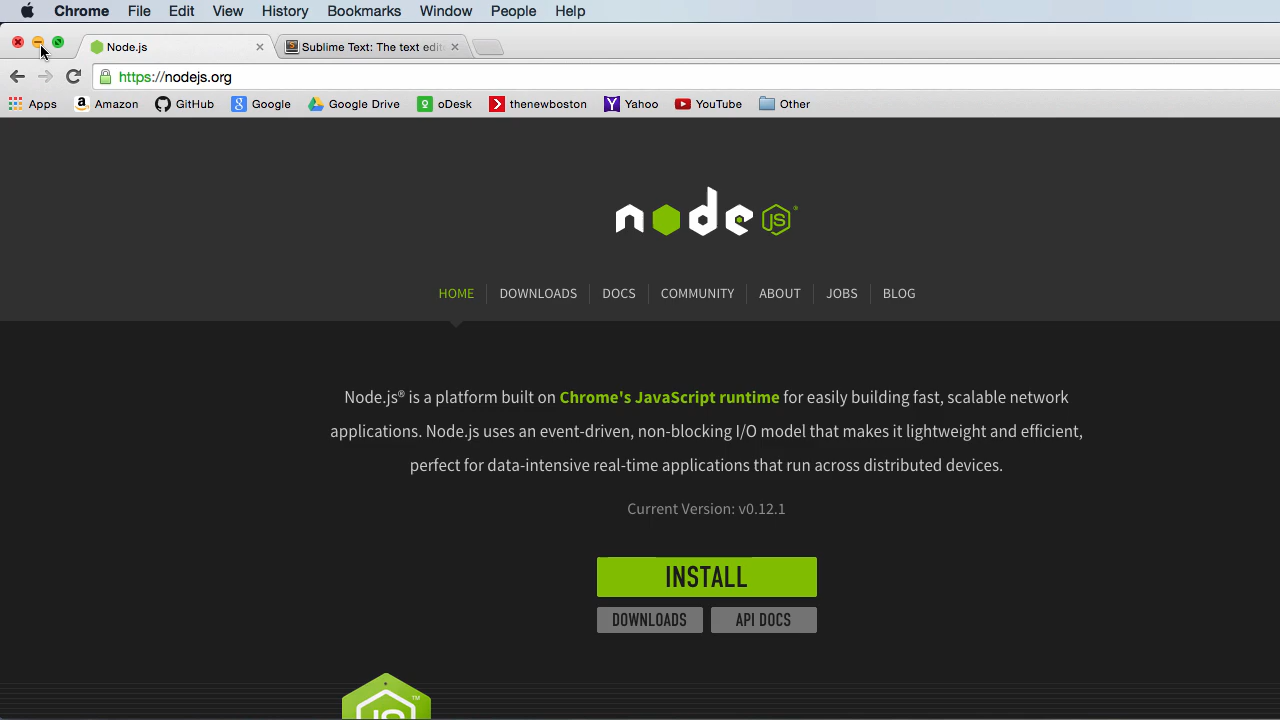 Chrome File Edit View History Bookmarks Window People Help
Node.js Sublime Text: The text edit
https://nodejs.org
Apps Amazon GitHub Google Google Drive oDesk thenewboston Yahoo YouTube Other
node JS®
HOME DOWNLOADS DOCS COMMUNITY ABOUT JOBS BLOG
Node.js® is a platform built on Chrome's JavaScript runtime for easily building fast, scalable network
applications. Node.js uses an event-driven, non-blocking I/O model that makes it lightweight and efficient,
perfect for data-intensive real-time applications that run across distributed devices.
Current Version: v0.12.1
INSTALL
DOWNLOADS API DOCS
JS™